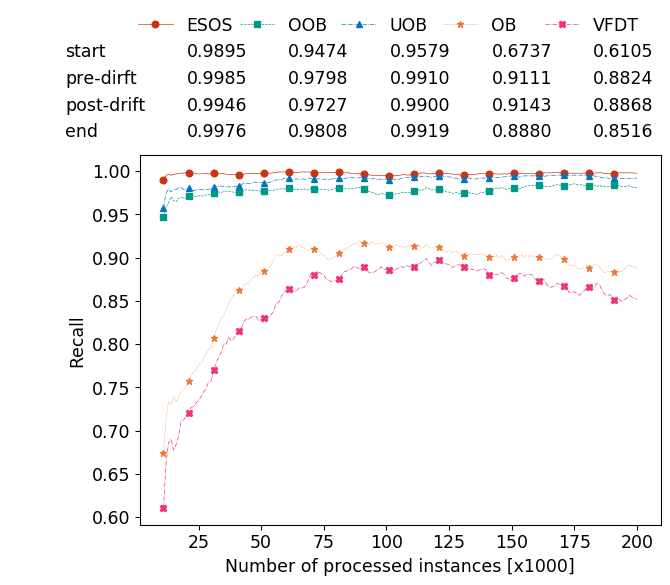 ESOS OOB UOB OB VFDT
start 0.9895 0.9474 0.9579 0.6737 0.6105
pre-dirft 0.9985 0.9798 0.9910 0.9111 0.8824
post-drift 0.9946 0.9727 0.9900 0.9143 0.8868
end 0.9976 0.9808 0.9919 0.8880 0.8516
1.00
0.95
0.90
0.85
0.80
0.75
0.70
0.65
0.60
Recall
25 50 75 100 125 150 175 200
Number of processed instances [x1000]